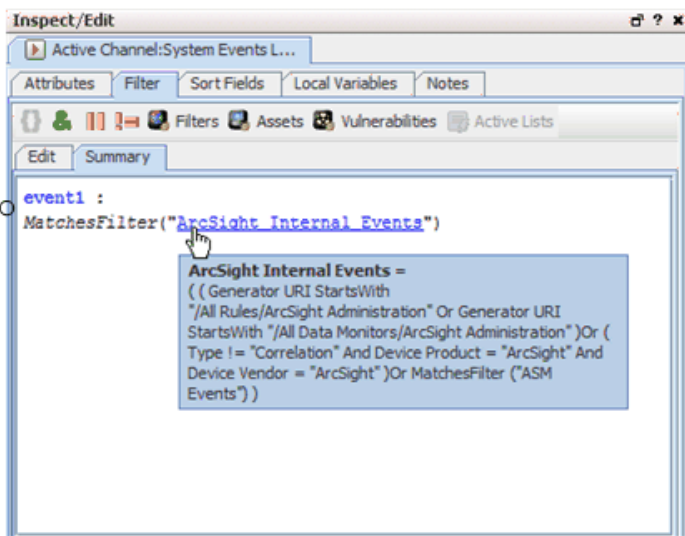 Inspect/Edit
Active Channel:System Events L...
Attributes Filter Sort Fields Local Variables Notes
Filters Assets Vulnerabilities Active Lists
Edit Summary
event1 :
MatchesFilter("ArcSight Internal Events")
ArcSight Internal Events =
( ( Generator URI StartsWith
"/All Rules/ArcSight Administration" Or Generator URI
StartsWith "/All Data Monitors/ArcSight Administration" )Or (
Type != "Correlation" And Device Product = "ArcSight" And
Device Vendor = "ArcSight" )Or MatchesFilter ("ASM
Events") )